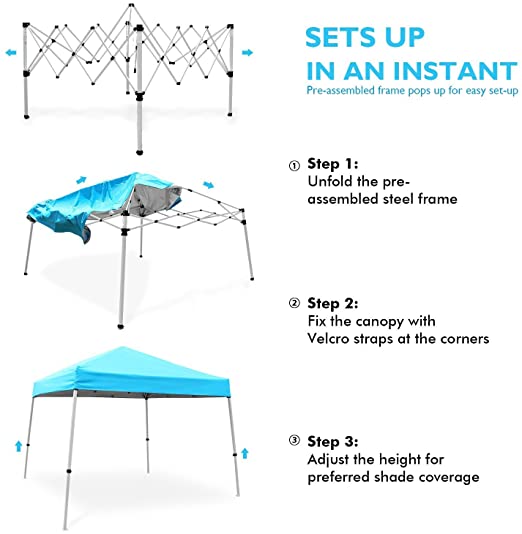 SETS UP
IN AN INSTANT
Pre-assembled frame pops up for easy set-up
① Step 1:
Unfold the pre-
assembled steel frame
② Step 2:
Fix the canopy with
Velcro straps at the corners
③ Step 3:
Adjust the height for
preferred shade coverage